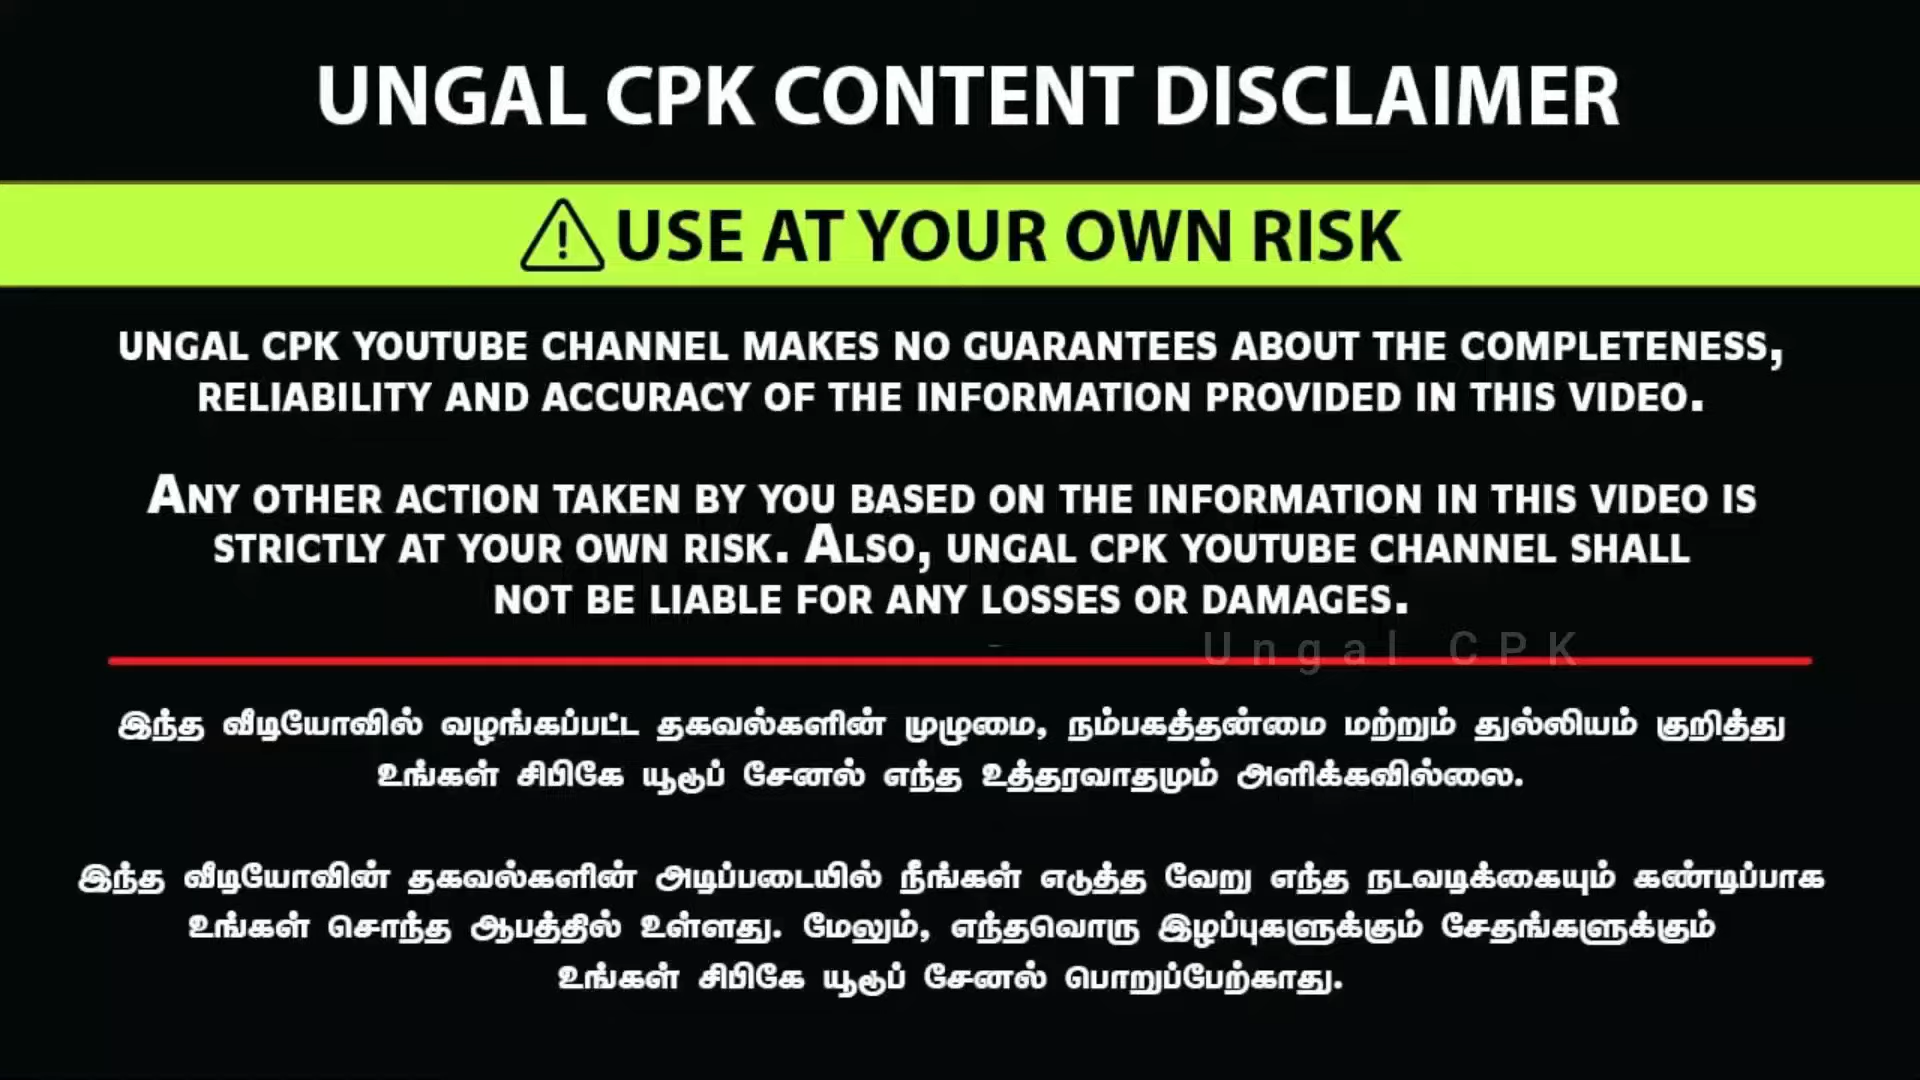 UNGAL CPK CONTENT DISCLAIMER
USE AT YOUR OWN RISK
UNGAL CPK YOUTUBE CHANNEL MAKES NO GUARANTEES ABOUT THE COMPLETENESS,
RELIABILITY AND ACCURACY OF THE INFORMATION PROVIDED IN THIS VIDEO.
ANY OTHER ACTION TAKEN BY YOU BASED ON THE INFORMATION IN THIS VIDEO IS
STRICTLY AT YOUR OWN RISK. ALSO, UNGAL CPK YOUTUBE CHANNEL SHALL
NOT BE LIABLE FOR ANY LOSSES OR DAMAGES.
Ungal CPK
இந்த வீடியோவில் வழங்கப்பட்ட தகவல்களின் முழுமை, நம்பகத்தன்மை மற்றும் துல்லியம் குறித்து
உங்கள் சிபிகே யூடூப் சேனல் எந்த உத்தரவாதமும் அளிக்கவில்லை.
இந்த வீடியோவின் தகவல்களின் அடிப்படையில் நீங்கள் எடுத்த வேறு எந்த நடவடிக்கையும் கண்டிப்பாக
உங்கள் சொந்த ஆபத்தில் உள்ளது. மேலும், எந்தவொரு இழப்புகளுக்கும் சேதங்களுக்கும்
உங்கள் சிபிகே யூடூப் சேனல் பொறுப்பேற்காது.